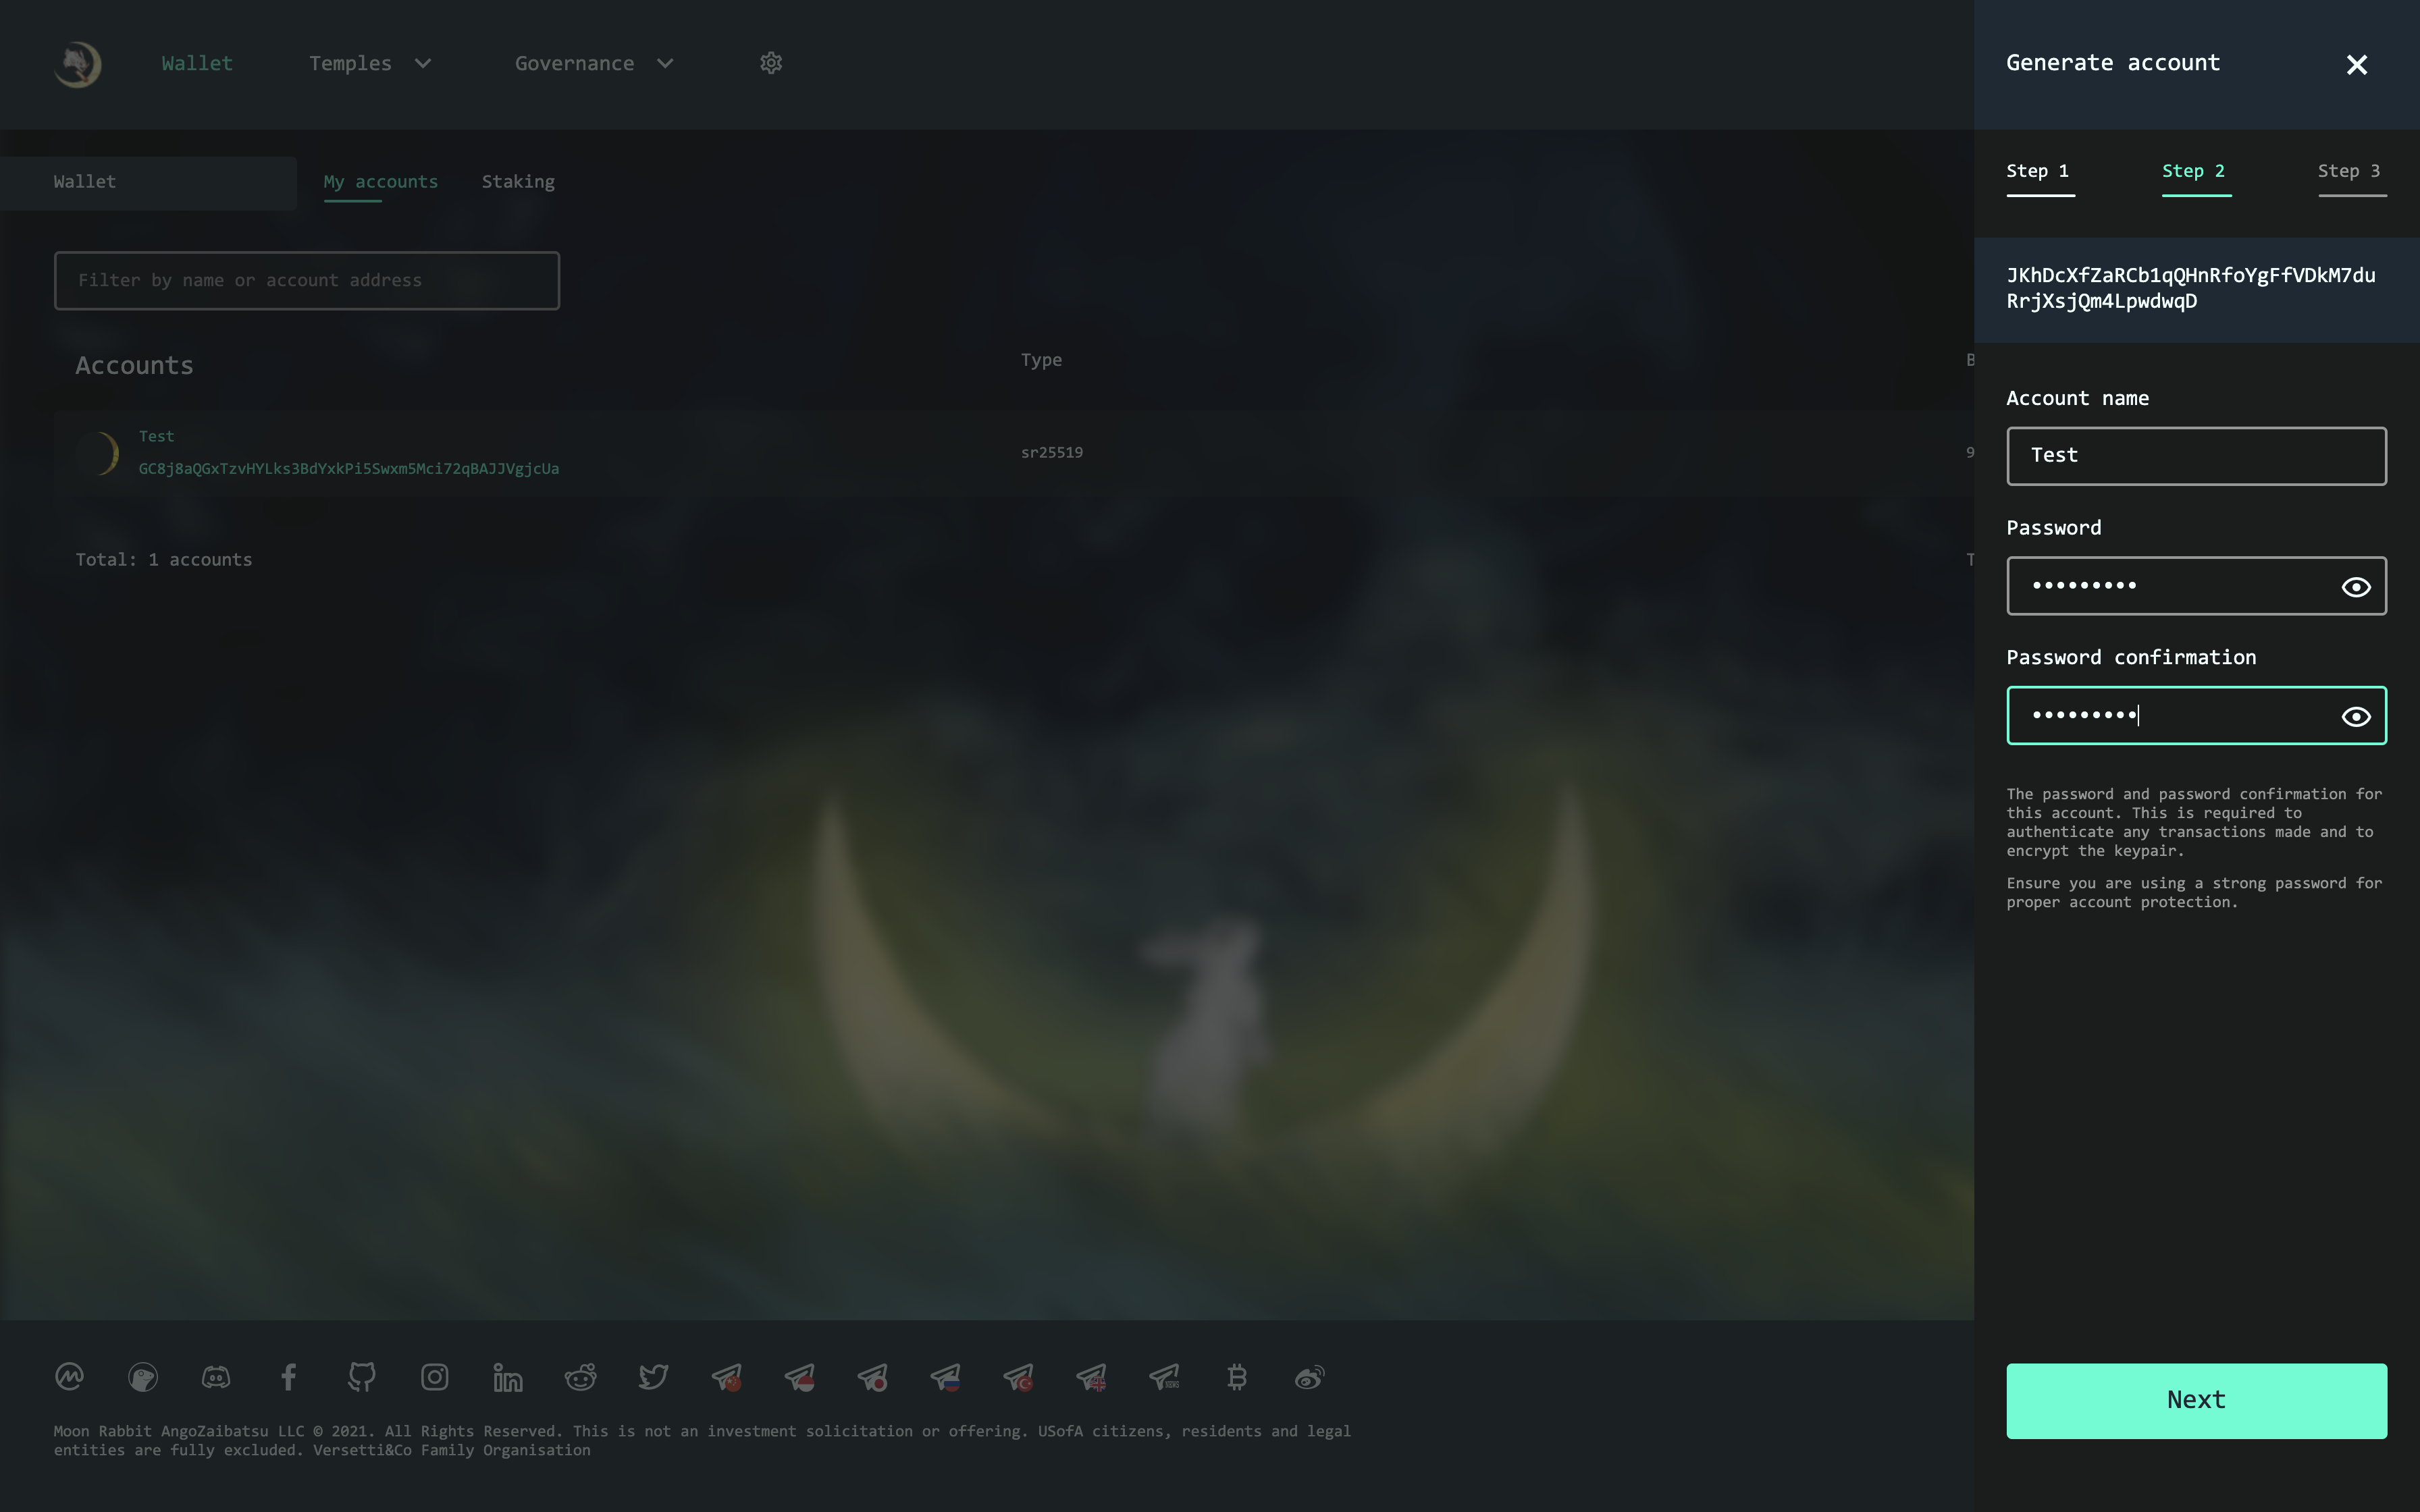 Wallet
Temples
Governance
Generate account
Wallet
My accounts
Staking
Step 1
Step 2
Step 3
Filter by name or account address
JKhDcXfZaRCb1qQHnRfoYgFfVDkM7du
RrjXsjQm4LpwdwqD
Accounts
Type
B
Account name
Test
Test
GC8j8aQGxTzvHYLks3BdYxkPi5Swxm5Mci72qBAJJVgjcUa
sr25519
9
Password
•••••••••
Total: 1 accounts
T
Password confirmation
•••••••••
The password and password confirmation for
this account. This is required to
authenticate any transactions made and to
encrypt the keypair.
Ensure you are using a strong password for
proper account protection.
Next
Moon Rabbit AngoZaibatsu LLC © 2021. All Rights Reserved. This is not an investment solicitation or offering. USofA citizens, residents and legal
entities are fully excluded. Versetti&Co Family Organisation